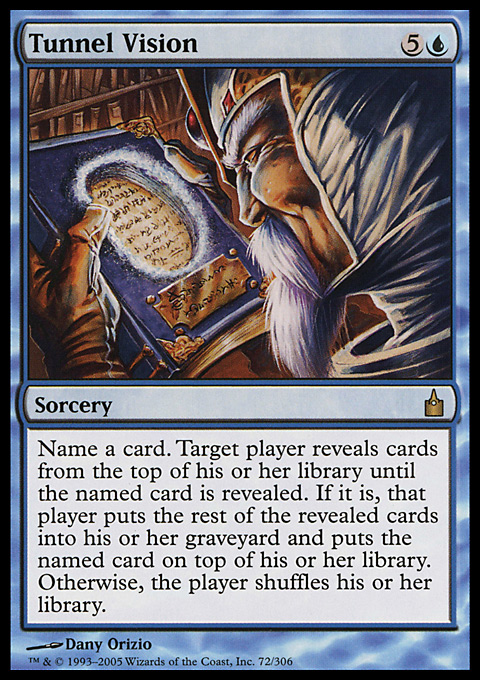 Tunnel Vision 5
Sorcery
Name a card. Target player reveals cards
from the top of his or her library until
the named card is revealed. If it is, that
player puts the rest of the revealed cards
into his or her graveyard and puts the
named card on top of his or her library.
Otherwise, the player shuffles his or her
library.
Dany Orizio
™ & © 1993–2005 Wizards of the Coast, Inc. 72/306